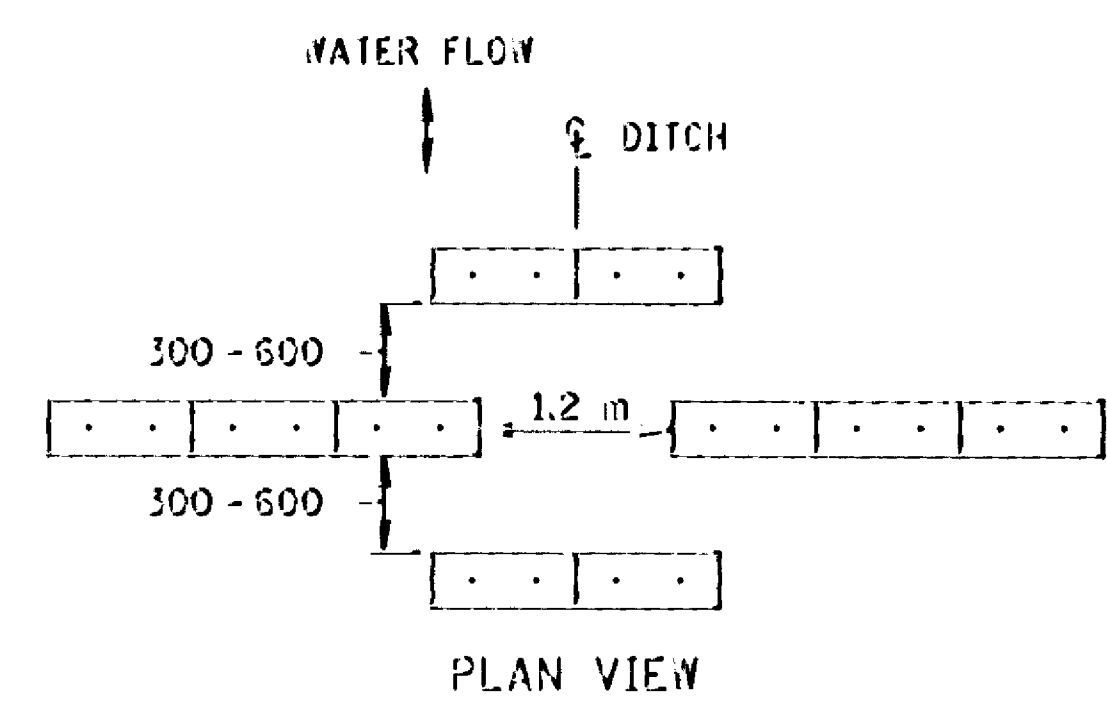 WATER FLOW
℄ DITCH
300 - 600
1.2 m
300 - 600
PLAN VIEW